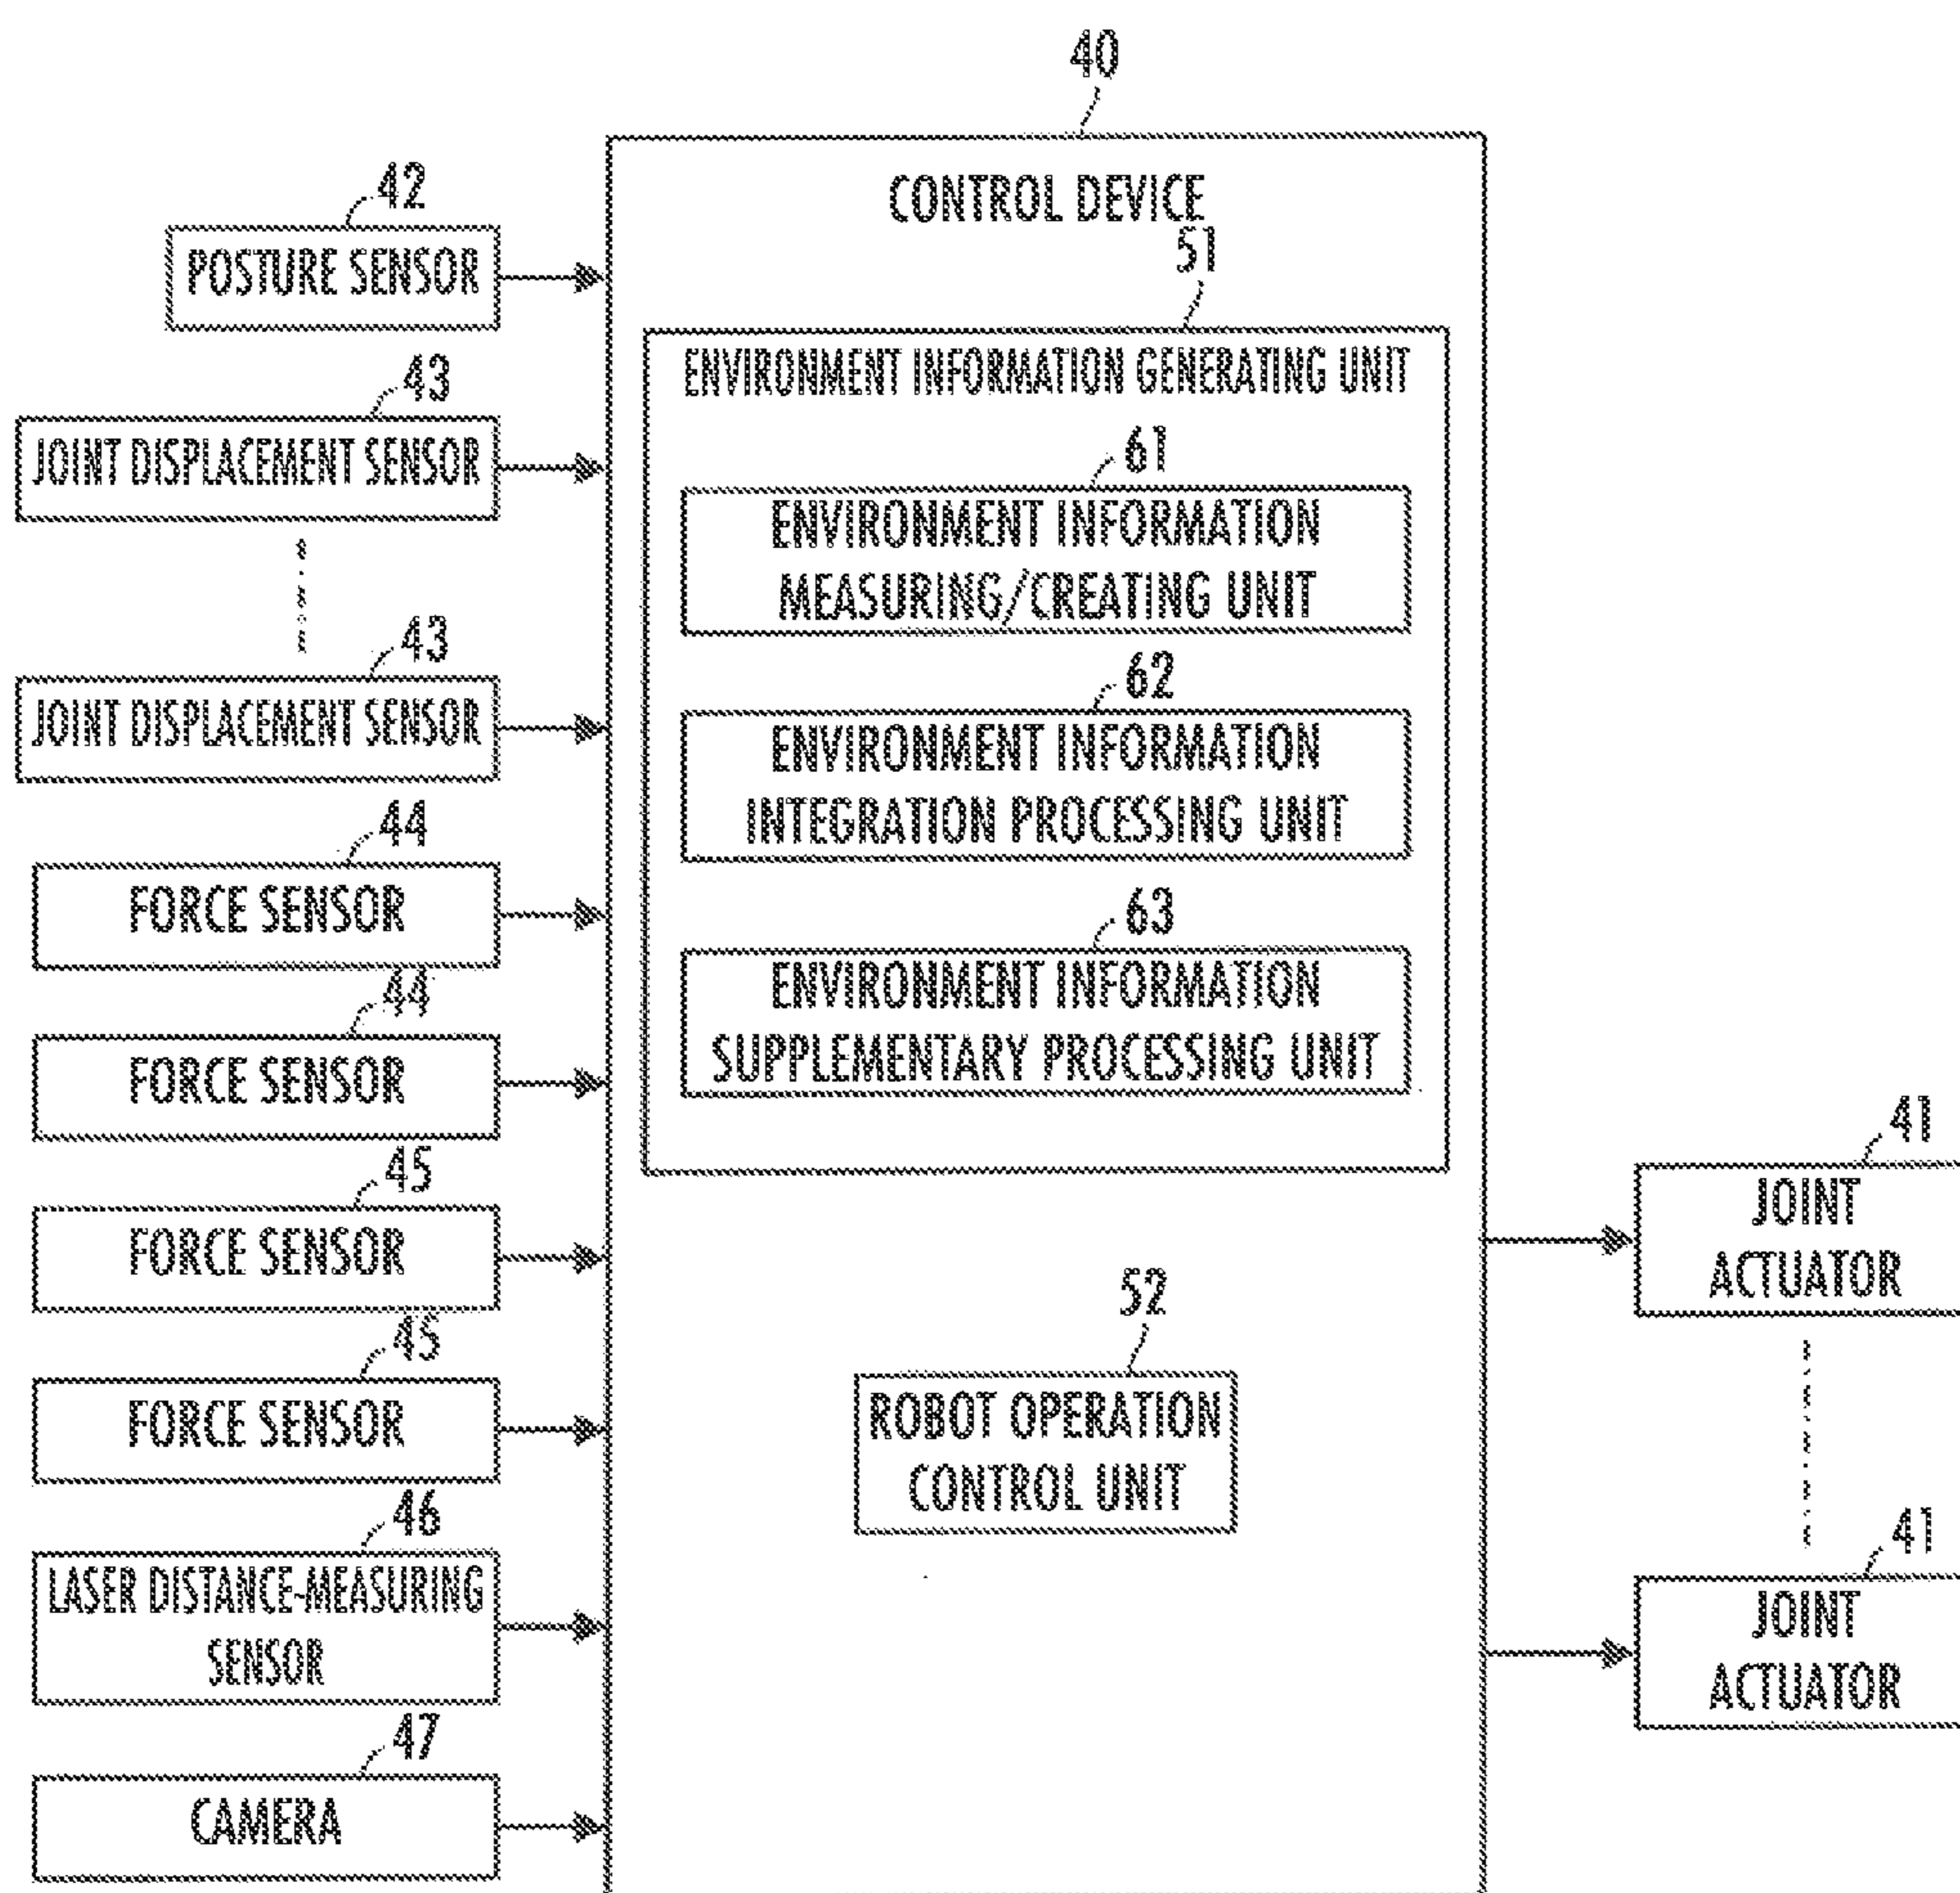 40
CONTROL DEVICE
42
POSTURE SENSOR
43
JOINT DISPLACEMENT SENSOR
43
JOINT DISPLACEMENT SENSOR
44
FORCE SENSOR
44
FORCE SENSOR
45
FORCE SENSOR
45
FORCE SENSOR
46
LASER DISTANCE-MEASURING
SENSOR
47
CAMERA
51
ENVIRONMENT INFORMATION GENERATING UNIT
61
ENVIRONMENT INFORMATION
MEASURING/CREATING UNIT
62
ENVIRONMENT INFORMATION
INTEGRATION PROCESSING UNIT
63
ENVIRONMENT INFORMATION
SUPPLEMENTARY PROCESSING UNIT
52
ROBOT OPERATION
CONTROL UNIT
41
JOINT
ACTUATOR
41
JOINT
ACTUATOR